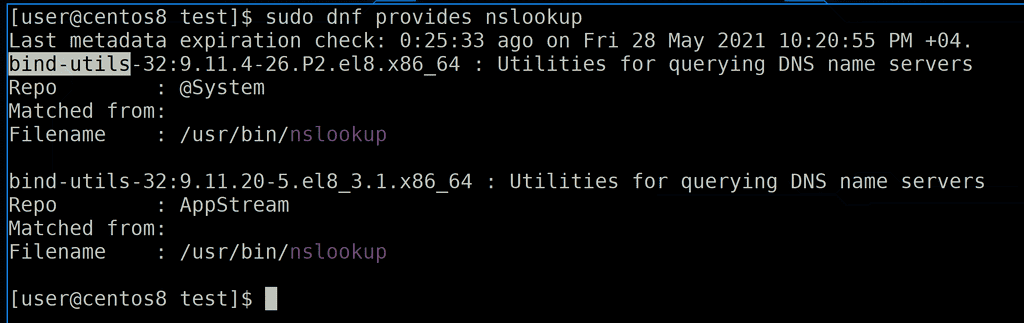 [user@centos8 test]$ sudo dnf provides nslookup
Last metadata expiration check: 0:25:33 ago on Fri 28 May 2021 10:20:55 PM +04.
bind-utils-32:9.11.4-26.P2.el8.x86_64 : Utilities for querying DNS name servers
Repo        : @System
Matched from:
Filename    : /usr/bin/nslookup

bind-utils-32:9.11.20-5.el8_3.1.x86_64 : Utilities for querying DNS name servers
Repo        : AppStream
Matched from:
Filename    : /usr/bin/nslookup

[user@centos8 test]$